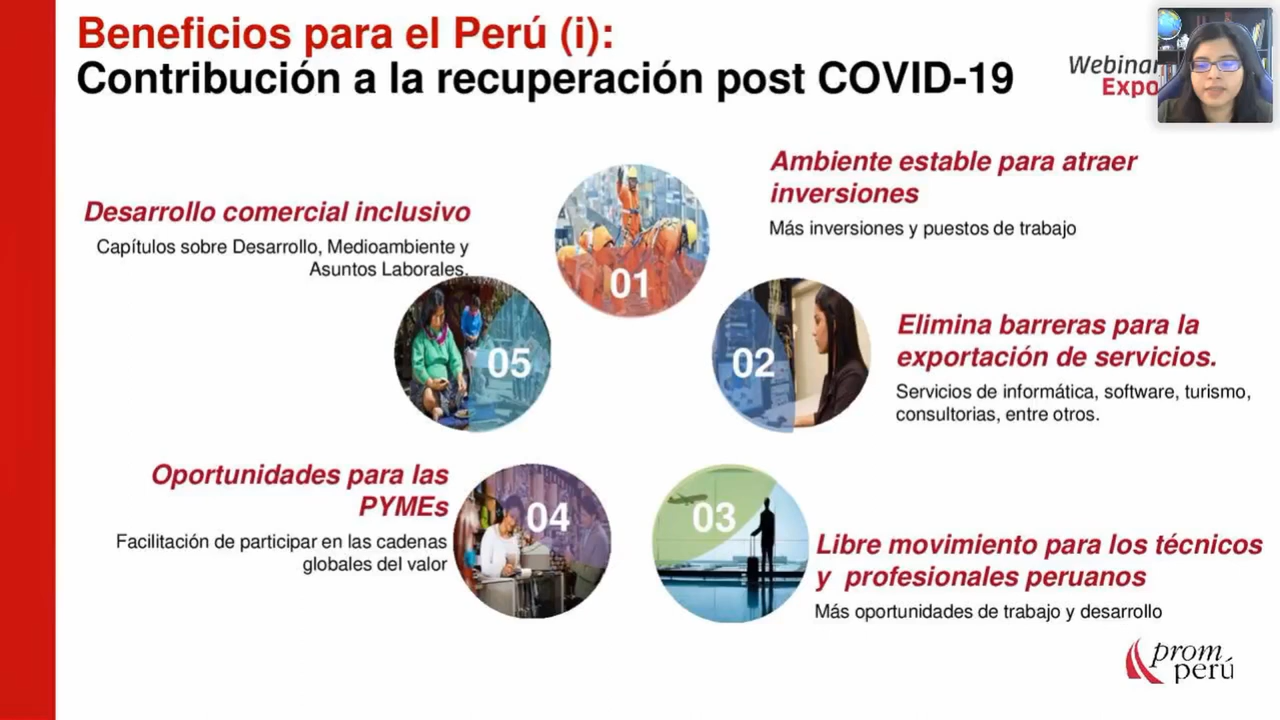 Beneficios para el Perú (i):
Contribución a la recuperación post COVID-19
Webinar
Expo
Ambiente estable para atraer
inversiones
Más inversiones y puestos de trabajo
01
Elimina barreras para la
exportación de servicios.
Servicios de informática, software, turismo,
consultorias, entre otros.
02
Libre movimiento para los técnicos
y profesionales peruanos
Más oportunidades de trabajo y desarrollo
03
Oportunidades para las
PYMEs
Facilitación de participar en las cadenas
globales del valor
04
Desarrollo comercial inclusivo
Capítulos sobre Desarrollo, Medioambiente y
Asuntos Laborales.
05
prom
perú